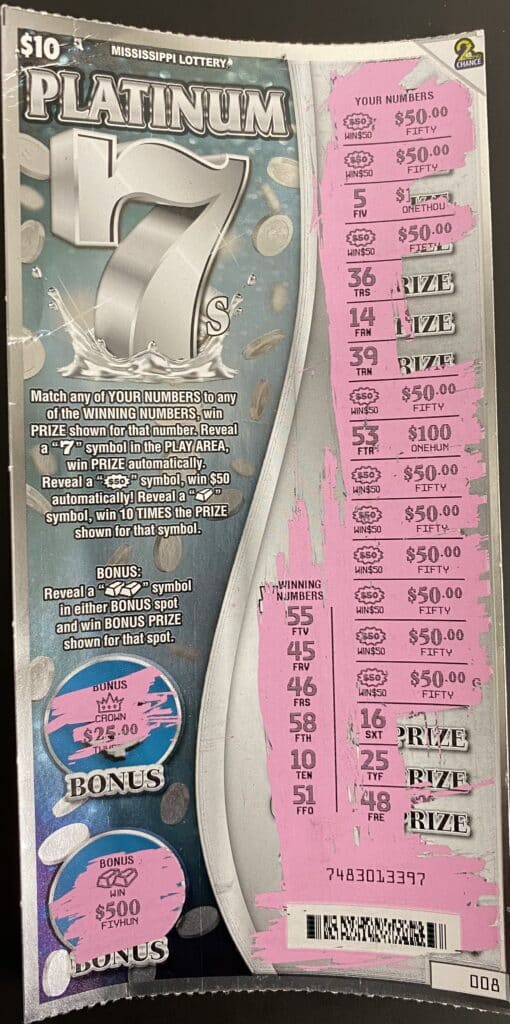 $10
MISSISSIPPI LOTTERY
2nd CHANCE
PLATINUM
7s
Match any of YOUR NUMBERS to any
of the WINNING NUMBERS, win
PRIZE shown for that number. Reveal
a "7" symbol in the PLAY AREA,
win PRIZE automatically.
Reveal a "$50" symbol, win $50
automatically! Reveal a " "
symbol, win 10 TIMES the PRIZE
shown for that symbol.
BONUS:
Reveal a " " symbol
in either BONUS spot
and win BONUS PRIZE
shown for that spot.
BONUS
CROWN
$25.00
BONUS
BONUS
WIN
$500
FIVHUN
BONUS
YOUR NUMBERS
$50 $50.00
WIN$50 FIFTY
$50 $50.00
WIN$50 FIFTY
5 $1
FIV ONETHOU
$50 $50.00
WIN$50
36 PRIZE
TRS
14 PRIZE
FRN
39 PRIZE
TRN
$50 $50.00
WIN$50 FIFTY
53 $100
FTR ONEHUN
$50 $50.00
WIN$50 FIFTY
$50 $50.00
WIN$50 FIFTY
$50 $50.00
WIN$50 FIFTY
$50 $50.00
WIN$50 FIFTY
$50 $50.00
WIN$50 FIFTY
$50 $50.00
WIN$50 FIFTY
16 PRIZE
SXT
25 PRIZE
TYF
48 PRIZE
FRE
WINNING
NUMBERS
55
FTV
45
FRV
46
FRS
58
FTH
10
TEN
51
FFO
7483013397
008